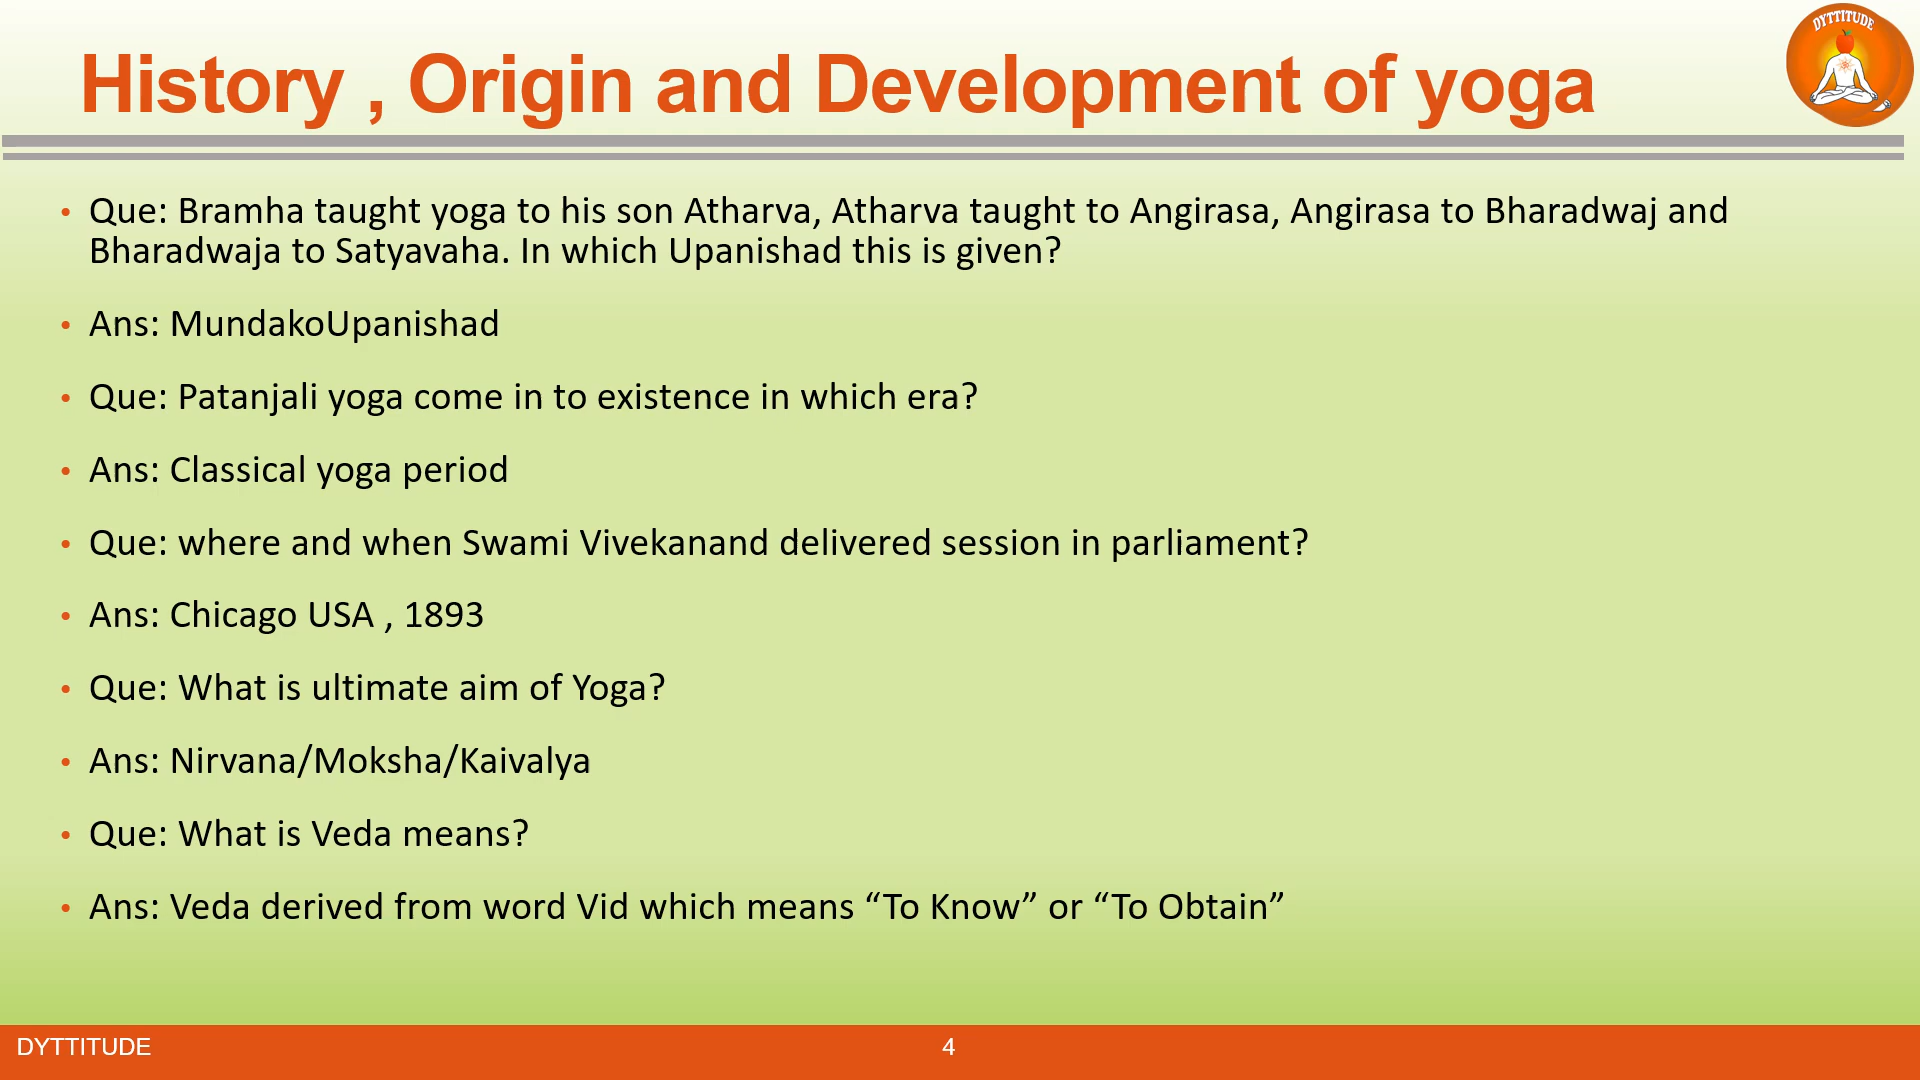 DYTTITUDE
History , Origin and Development of yoga
• Que: Bramha taught yoga to his son Atharva, Atharva taught to Angirasa, Angirasa to Bharadwaj and
Bharadwaja to Satyavaha. In which Upanishad this is given?
• Ans: MundakoUpanishad
• Que: Patanjali yoga come in to existence in which era?
• Ans: Classical yoga period
• Que: where and when Swami Vivekanand delivered session in parliament?
• Ans: Chicago USA , 1893
• Que: What is ultimate aim of Yoga?
• Ans: Nirvana/Moksha/Kaivalya
• Que: What is Veda means?
• Ans: Veda derived from word Vid which means “To Know” or “To Obtain”
DYTTITUDE
4